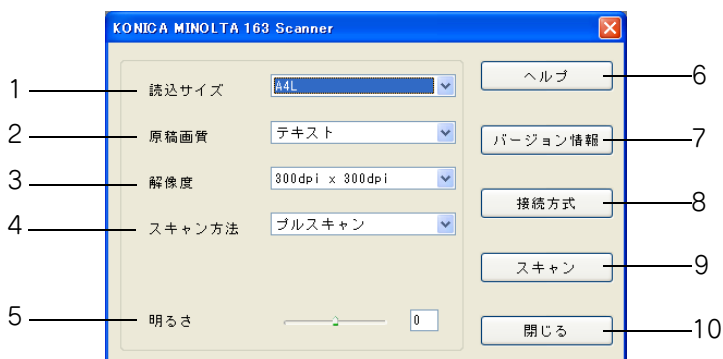 KONICA MINOLTA 163 Scanner
1 読込サイズ A4L
2 原稿画質 テキスト
3 解像度 300dpi x 300dpi
4 スキャン方法 プルスキャン
5 明るさ 0
ヘルプ 6
バージョン情報 7
接続方式 8
スキャン 9
閉じる 10